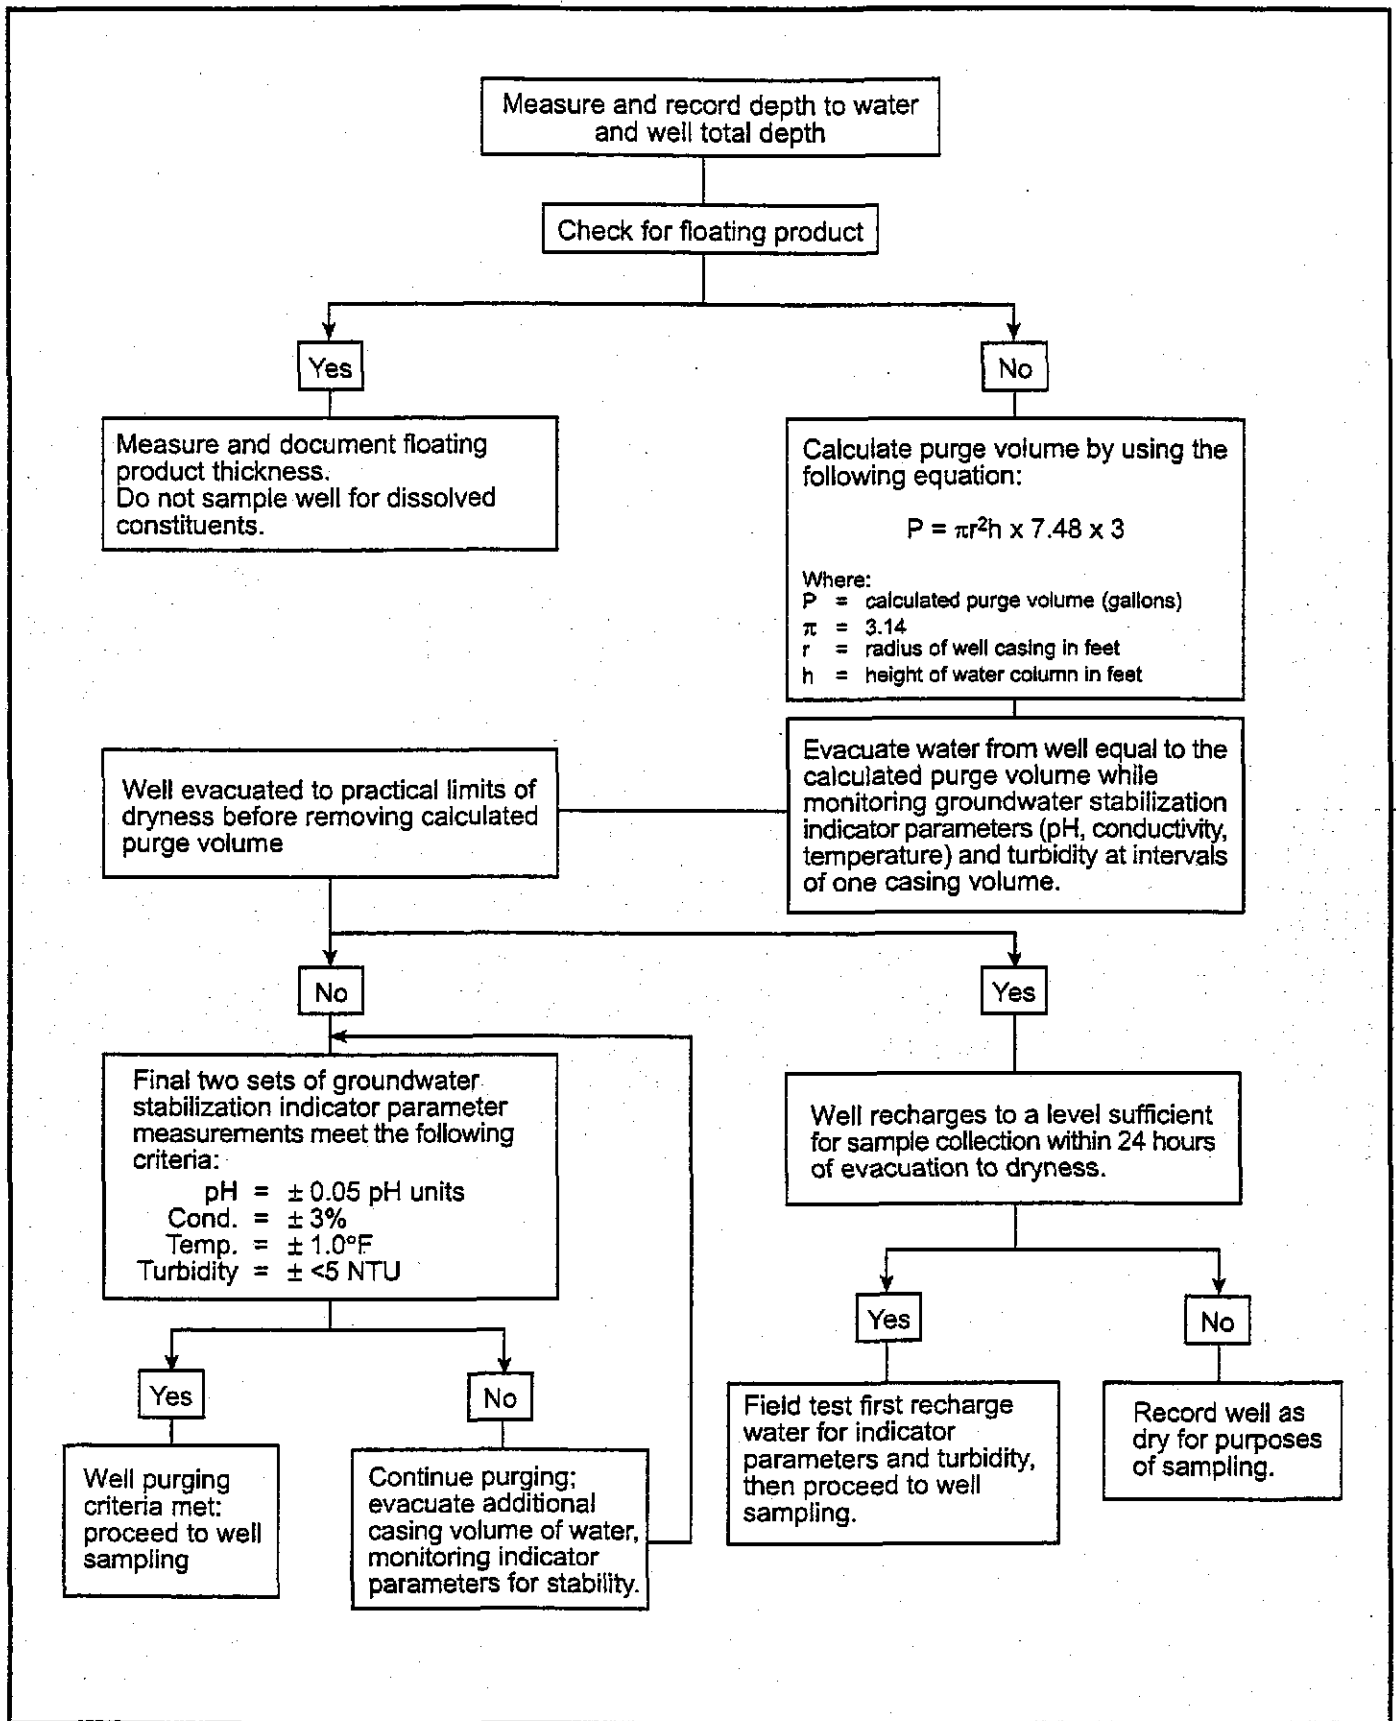 Measure and record depth to water
and well total depth
Check for floating product
Yes
No
Measure and document floating
product thickness.
Do not sample well for dissolved
constituents.
Calculate purge volume by using the
following equation:
P = πr²h x 7.48 x 3
Where:
P = calculated purge volume (gallons)
π = 3.14
r = radius of well casing in feet
h = height of water column in feet
Evacuate water from well equal to the
calculated purge volume while
monitoring groundwater stabilization
indicator parameters (pH, conductivity,
temperature) and turbidity at intervals
of one casing volume.
Well evacuated to practical limits of
dryness before removing calculated
purge volume
No
Yes
Final two sets of groundwater
stabilization indicator parameter
measurements meet the following
criteria:
pH = ± 0.05 pH units
Cond. = ± 3%
Temp. = ± 1.0°F
Turbidity = ± <5 NTU
Well recharges to a level sufficient
for sample collection within 24 hours
of evacuation to dryness.
Yes
No
Yes
No
Well purging
criteria met:
proceed to well
sampling
Continue purging;
evacuate additional
casing volume of water,
monitoring indicator
parameters for stability.
Field test first recharge
water for indicator
parameters and turbidity,
then proceed to well
sampling.
Record well as
dry for purposes
of sampling.